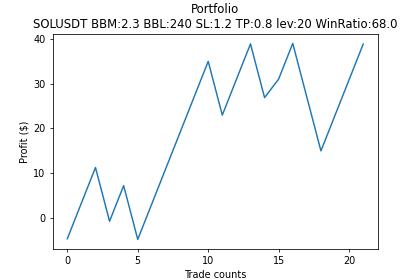 Portfolio
SOLUSDT BBM:2.3 BBL:240 SL:1.2 TP:0.8 lev:20 WinRatio:68.0
40
30
20
10
0
Profit ($)
0 5 10 15 20
Trade counts